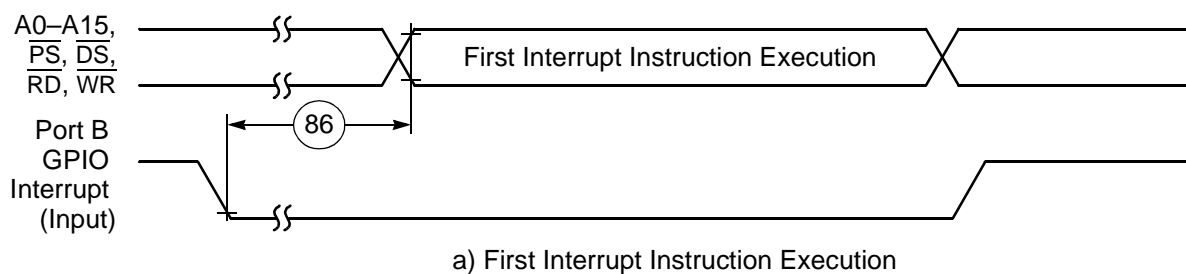 A0–A15,
PS, DS,
RD, WR
First Interrupt Instruction Execution
86
Port B
GPIO
Interrupt
(Input)
a) First Interrupt Instruction Execution